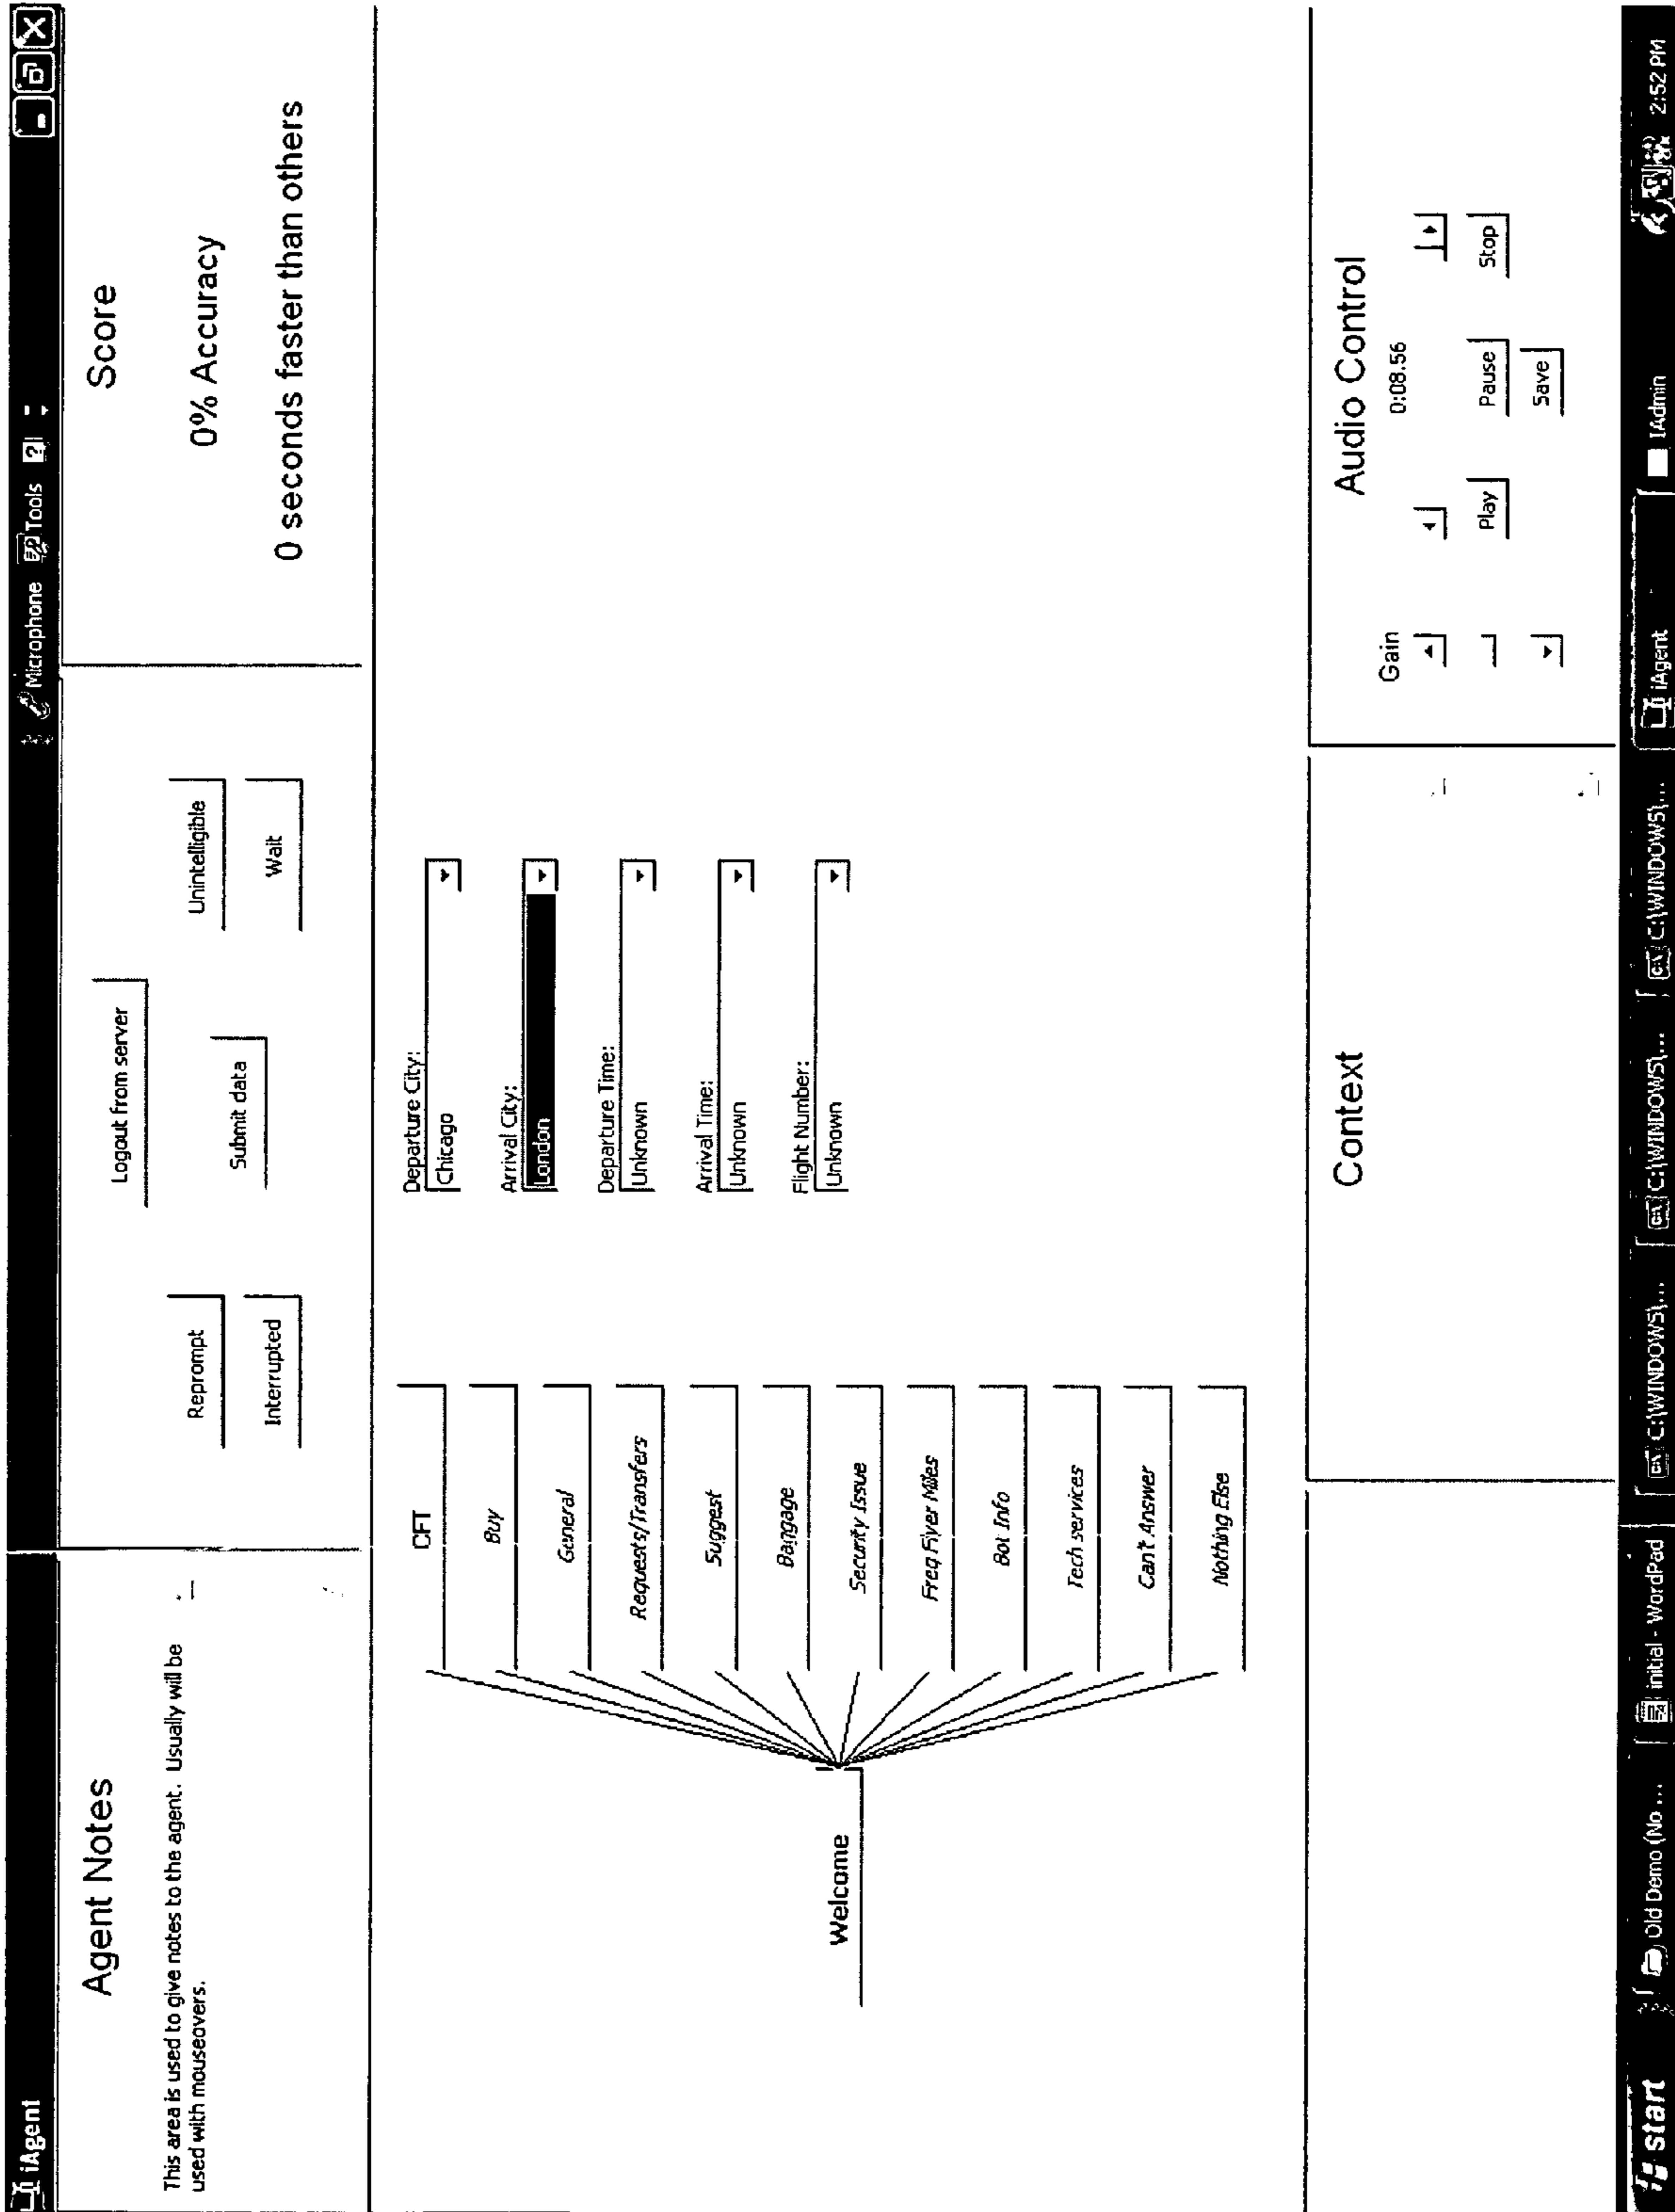 iAgent
Microphone Tools ?
Agent Notes
This area is used to give notes to the agent. Usually will be
used with mouseovers.
Logout from server
Reprompt
Unintelligible
Submit data
Interrupted
Wait
Score
0% Accuracy
0 seconds faster than others
Welcome
CFT
Buy
General
Requests/Transfers
Suggest
Baggage
Security Issue
Freq Flyer Miles
Bot Info
Tech services
Can't Answer
Nothing Else
Departure City:
Chicago
Arrival City:
London
Departure Time:
Unknown
Arrival Time:
Unknown
Flight Number:
Unknown
Context
Audio Control
Gain
0:08.56
Play
Pause
Stop
Save
start
Old Demo (No ...
initial - WordPad
C:\WINDOWS\...
C:\WINDOWS\...
C:\WINDOWS\...
iAgent
IAdmin
2:52 PM